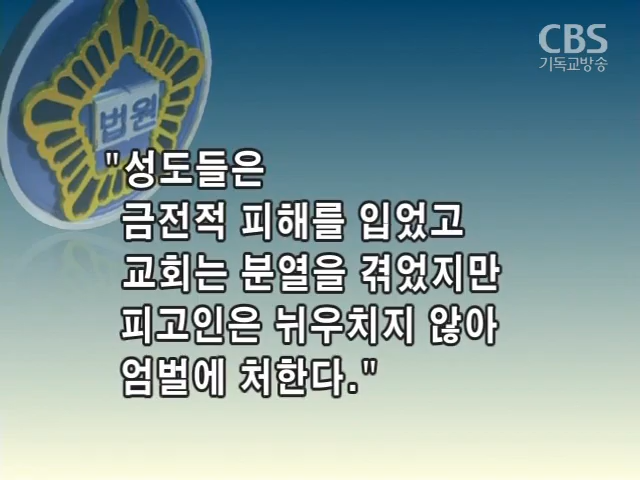 CBS
기독교방송
법원
"성도들은
금전적 피해를 입었고
교회는 분열을 겪었지만
피고인은 뉘우치지 않아
엄벌에 처한다."